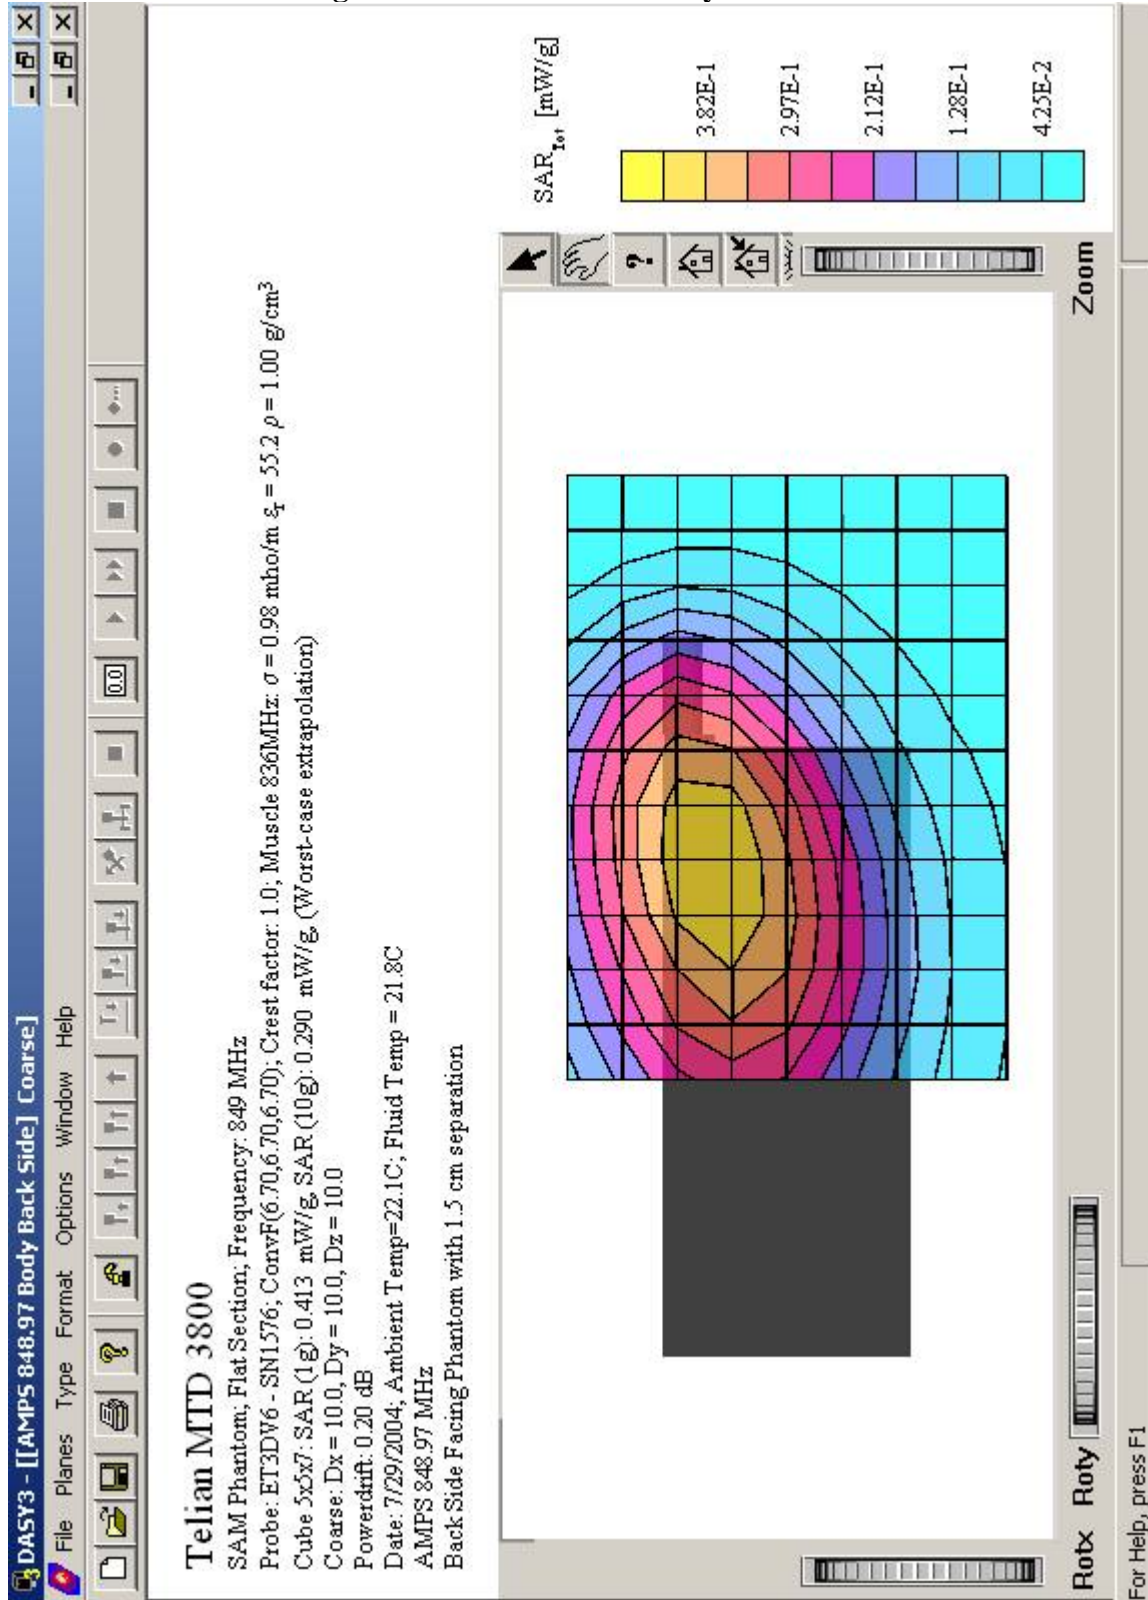 DASY3 - [[AMPS 848.97 Body Back Side] Coarse]
File Planes Type Format Options Window Help
0.0
Telian MTD 3800
SAM Phantom; Flat Section; Frequency: 849 MHz
Probe: ET3DV6 - SN1576; ConvF(6.70,6.70,6.70); Crest factor: 1.0; Muscle 836MHz: σ = 0.98 mho/m εr = 55.2 ρ = 1.00 g/cm³
Cube 5x5x7: SAR (1g): 0.413 mW/g, SAR (10g): 0.290 mW/g, (Worst-case extrapolation)
Coarse: Dx = 10.0, Dy = 10.0, Dz = 10.0
Powerdrift: 0.20 dB
Date: 7/29/2004; Ambient Temp=22.1C; Fluid Temp = 21.8C
AMPS 848.97 MHz
Back Side Facing Phantom with 1.5 cm separation
SARTot [mW/g]
3.82E-1
2.97E-1
2.12E-1
1.28E-1
4.25E-2
Rotx Roty Zoom
For Help, press F1